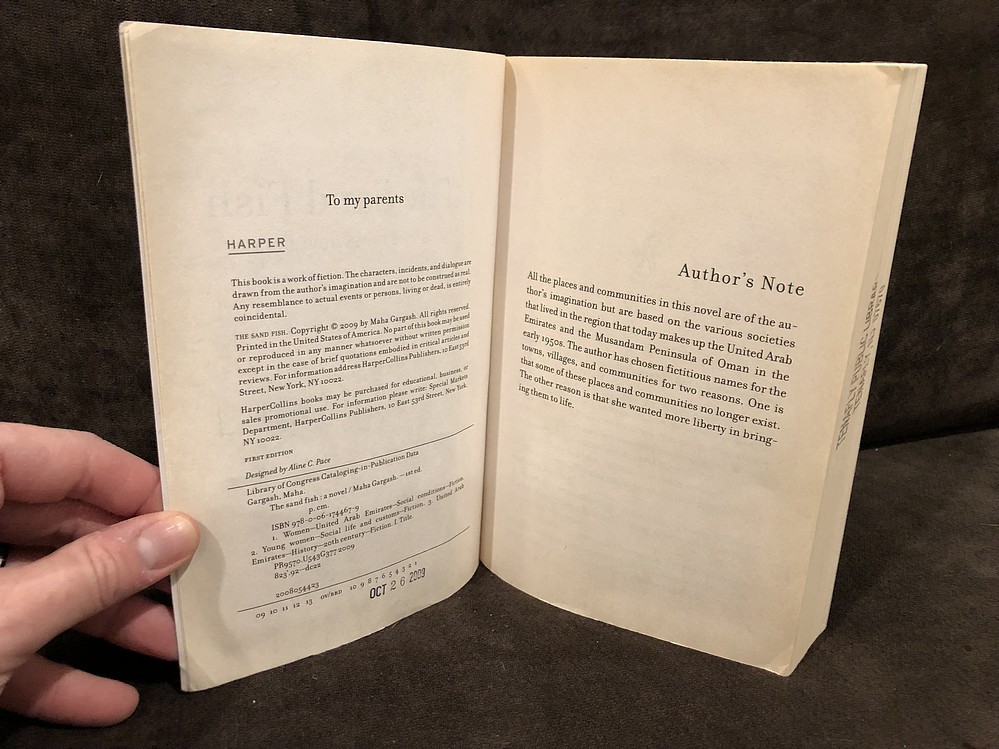 To my parents
HARPER
This book is a work of fiction. The characters, incidents, and dialogue are
drawn from the author's imagination and are not to be construed as real.
Any resemblance to actual events or persons, living or dead, is entirely
coincidental.
THE SAND FISH. Copyright © 2009 by Maha Gargash. All rights reserved.
Printed in the United States of America. No part of this book may be used
or reproduced in any manner whatsoever without written permission
except in the case of brief quotations embodied in critical articles and
reviews. For information address HarperCollins Publishers, 10 East 53rd
Street, New York, NY 10022.
HarperCollins books may be purchased for educational, business, or
sales promotional use. For information please write: Special Markets
Department, HarperCollins Publishers, 10 East 53rd Street, New York,
NY 10022.
FIRST EDITION
Designed by Aline C. Pace
Library of Congress Cataloging-in-Publication Data
Gargash, Maha.
The sand fish : a novel / Maha Gargash. — 1st ed.
p. cm.
ISBN 978-0-06-174467-9
1. Women—United Arab Emirates—Social conditions—Fiction.
2. Young women—Social life and customs—Fiction. 3. United Arab
Emirates—History—20th century—Fiction. I. Title.
PR9570.U543G377 2009
823'.92—dc22
2008054423
09 10 11 12 13 OV/RRD 10 9 8 7 6 5 4 3 2 1
OCT 26 2009
Author's Note
All the places and communities in this novel are of the au-
thor's imagination but are based on the various societies
that lived in the region that today makes up the United Arab
Emirates and the Musandam Peninsula of Oman in the
early 1950s. The author has chosen fictitious names for the
towns, villages, and communities for two reasons. One is
that some of these places and communities no longer exist.
The other reason is that she wanted more liberty in bring-
ing them to life.
PUBLIC LIBRARY